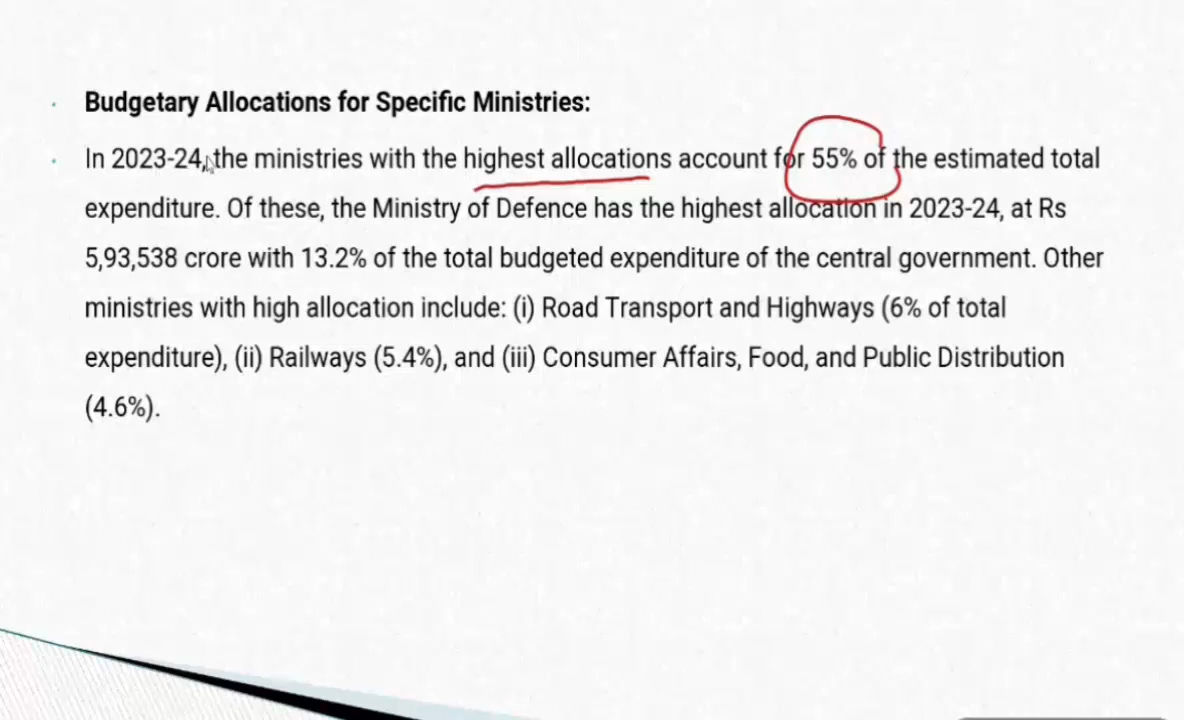 Budgetary Allocations for Specific Ministries:
In 2023-24, the ministries with the highest allocations account for 55% of the estimated total
expenditure. Of these, the Ministry of Defence has the highest allocation in 2023-24, at Rs
5,93,538 crore with 13.2% of the total budgeted expenditure of the central government. Other
ministries with high allocation include: (i) Road Transport and Highways (6% of total
expenditure), (ii) Railways (5.4%), and (iii) Consumer Affairs, Food, and Public Distribution
(4.6%).